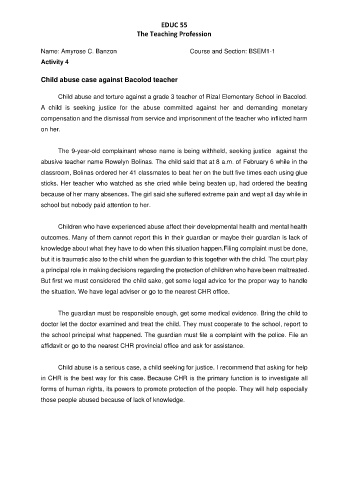 EDUC 55
The Teaching Profession
Name: Amyrose C. Banzon Course and Section: BSEM1-1
Activity 4
Child abuse case against Bacolod teacher
Child abuse and torture against a grade 3 teacher of Rizal Elementary School in Bacolod.
A child is seeking justice for the abuse committed against her and demanding monetary
compensation and the dismissal from service and imprisonment of the teacher who inflicted harm
on her.
The 9-year-old complainant whose name is being withheld, seeking justice against the
abusive teacher name Rowelyn Bolinas. The child said that at 8 a.m. of February 6 while in the
classroom, Bolinas ordered her 41 classmates to beat her on the butt five times each using glue
sticks. Her teacher who watched as she cried while being beaten up, had ordered the beating
because of her many absences. The girl said she suffered extreme pain and wept all day while in
school but nobody paid attention to her.
Children who have experienced abuse affect their developmental health and mental health
outcomes. Many of them cannot report this in their guardian or maybe their guardian is lack of
knowledge about what they have to do when this situation happen.Filing complaint must be done,
but it is traumatic also to the child when the guardian to this together with the child. The court play
a principal role in making decisions regarding the protection of children who have been maltreated.
But first we must considered the child sake, get some legal advice for the proper way to handle
the situation. We have legal adviser or go to the nearest CHR office.
The guardian must be responsible enough, get some medical evidence. Bring the child to
doctor let the doctor examined and treat the child. They must cooperate to the school, report to
the school principal what happened. The guardian must file a complaint with the police. File an
affidavit or go to the nearest CHR provincial office and ask for assistance.
Child abuse is a serious case, a child seeking for justice. I recommend that asking for help
in CHR is the best way for this case. Because CHR is the primary function is to investigate all
forms of human rights, its powers to promote protection of the people. They will help especially
those people abused because of lack of knowledge.